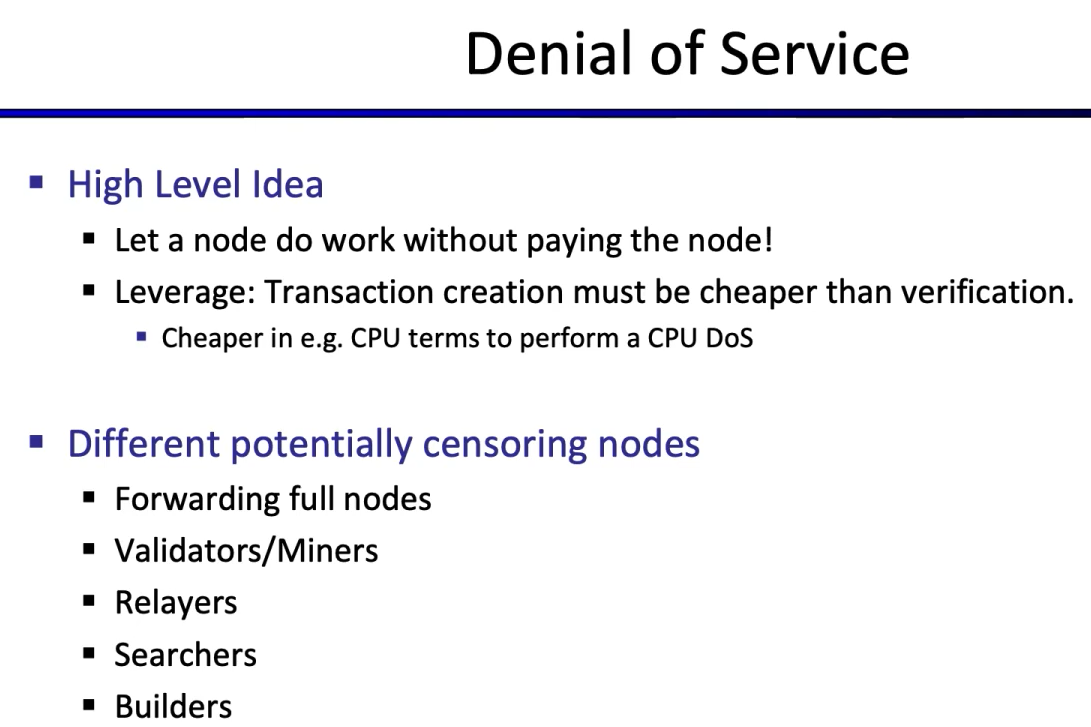 Denial of Service
▪ High Level Idea
▪ Let a node do work without paying the node!
▪ Leverage: Transaction creation must be cheaper than verification.
▪ Cheaper in e.g. CPU terms to perform a CPU DoS
▪ Different potentially censoring nodes
▪ Forwarding full nodes
▪ Validators/Miners
▪ Relayers
▪ Searchers
▪ Builders